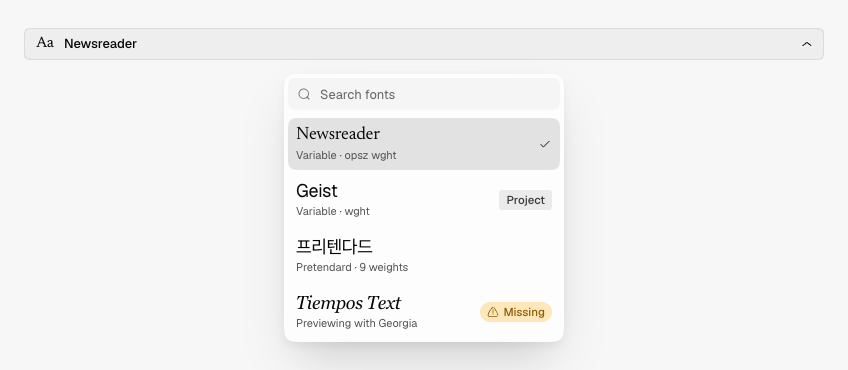 Aa Newsreader
Search fonts
Newsreader
Variable · opsz wght
Geist
Variable · wght
Project
프리텐다드
Pretendard · 9 weights
Tiempos Text
Previewing with Georgia
Missing